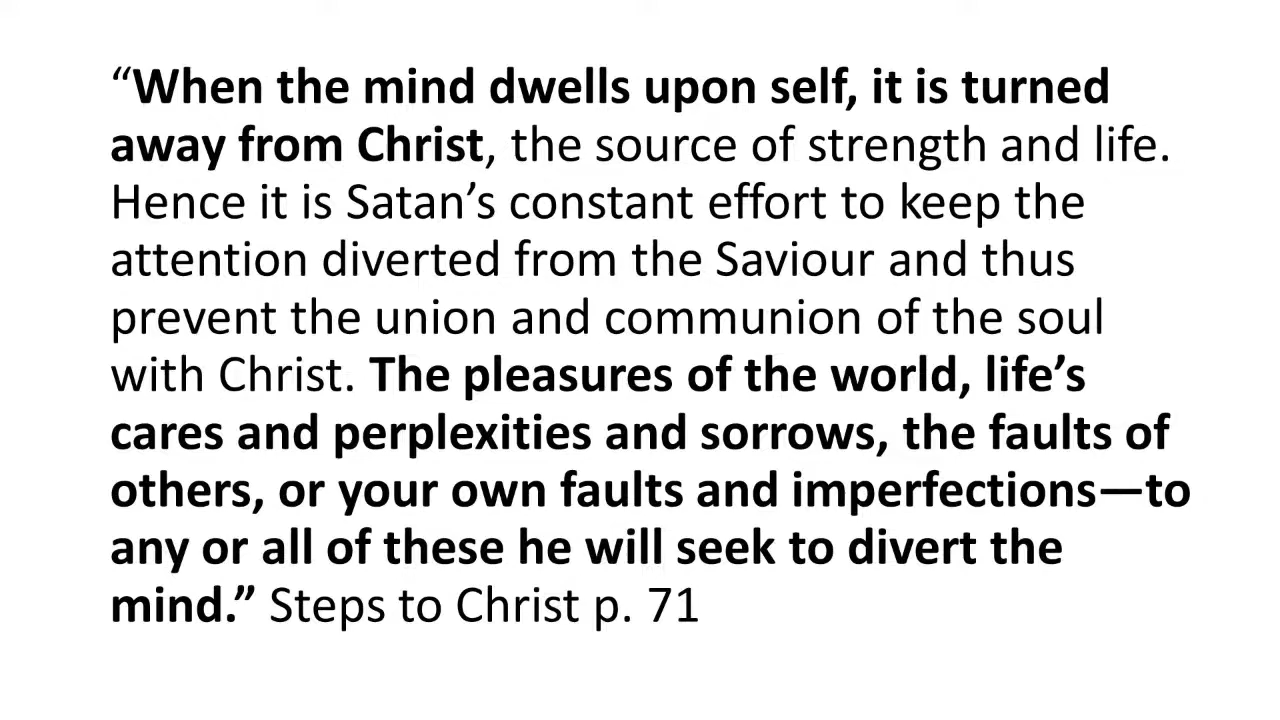 “When the mind dwells upon self, it is turned
away from Christ, the source of strength and life.
Hence it is Satan’s constant effort to keep the
attention diverted from the Saviour and thus
prevent the union and communion of the soul
with Christ. The pleasures of the world, life’s
cares and perplexities and sorrows, the faults of
others, or your own faults and imperfections—to
any or all of these he will seek to divert the
mind.” Steps to Christ p. 71